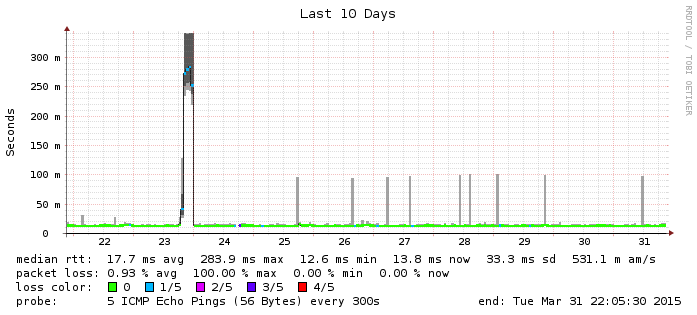 Last 10 Days
RRDTOOL / TOBI OETIKER
Seconds
300 m
250 m
200 m
150 m
100 m
50 m
0
22 23 24 25 26 27 28 29 30 31
median rtt: 17.7 ms avg 283.9 ms max 12.6 ms min 13.8 ms now 33.3 ms sd 531.1 m am/s
packet loss: 0.93 % avg 100.00 % max 0.00 % min 0.00 % now
loss color: 0 1/5 2/5 3/5 4/5
probe: 5 ICMP Echo Pings (56 Bytes) every 300s end: Tue Mar 31 22:05:30 2015